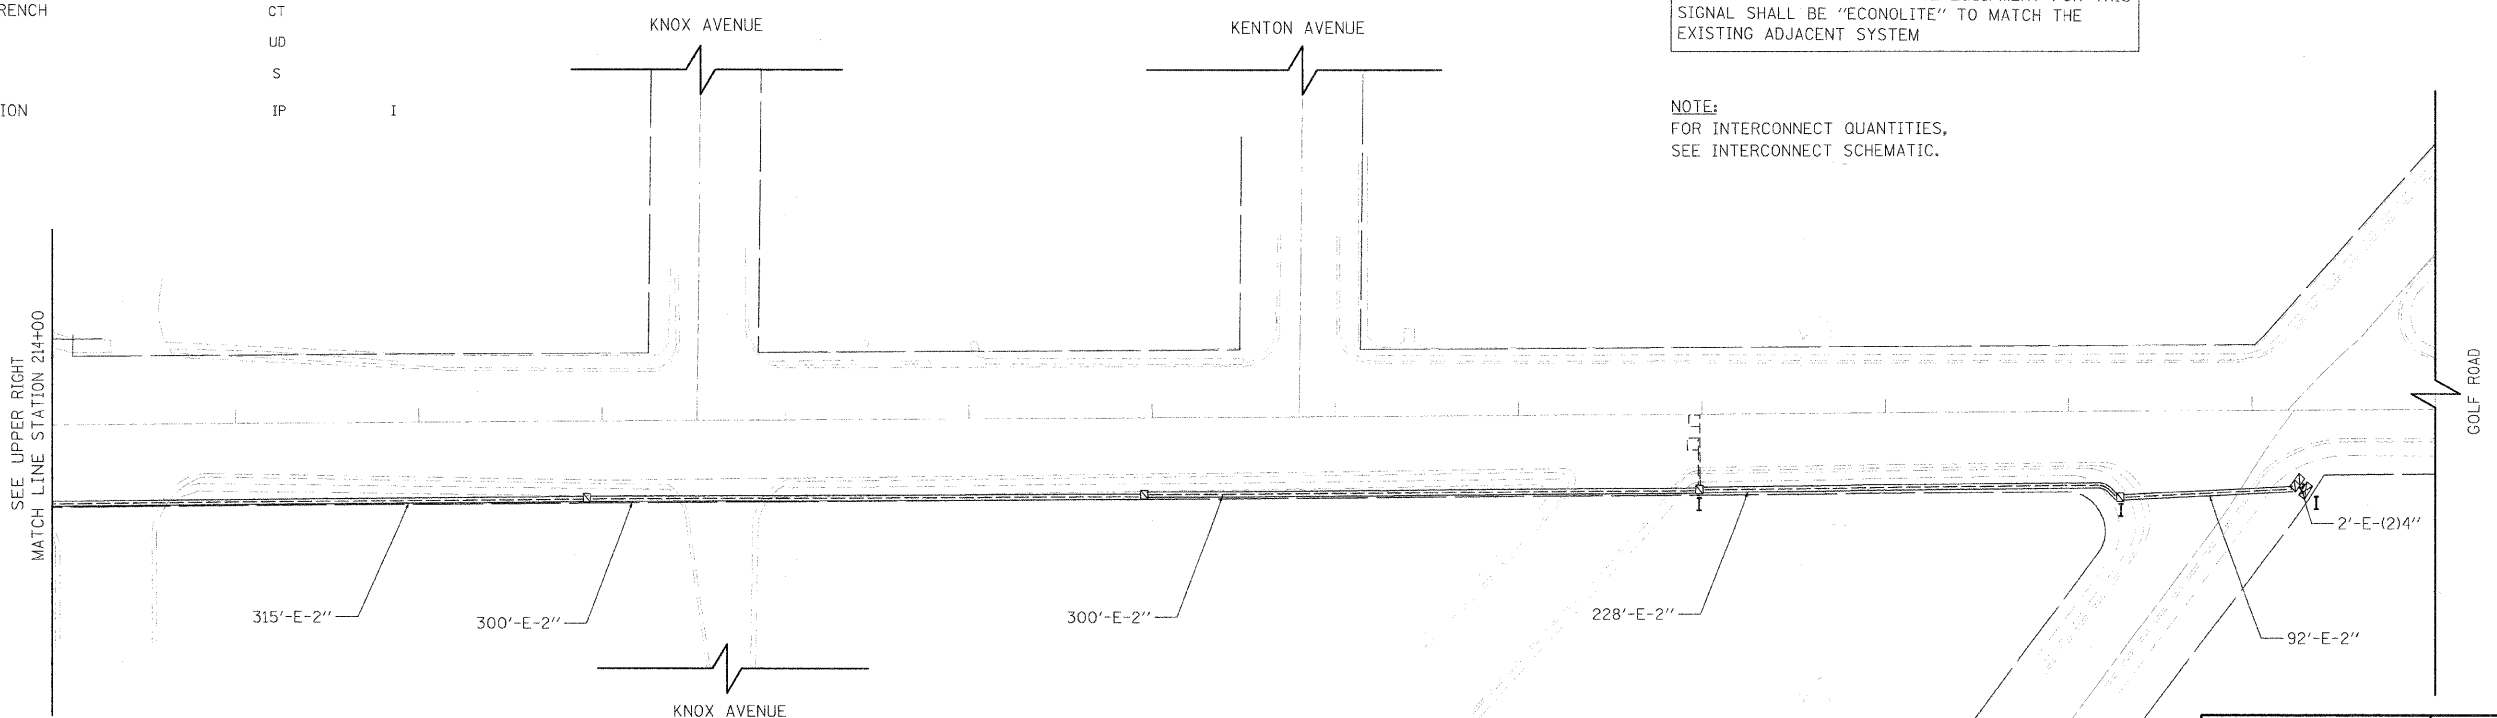 RENCH
CT
UD
S
ION
IP
I
KNOX AVENUE
KENTON AVENUE
SIGNAL SHALL BE "ECONOLITE" TO MATCH THE
EXISTING ADJACENT SYSTEM
NOTE:
FOR INTERCONNECT QUANTITIES,
SEE INTERCONNECT SCHEMATIC.
SEE UPPER RIGHT
MATCH LINE STATION 214+00
GOLF ROAD
I
I
I
2'-E-(2)4"
315'-E-2"
300'-E-2"
300'-E-2"
228'-E-2"
92'-E-2"
KNOX AVENUE